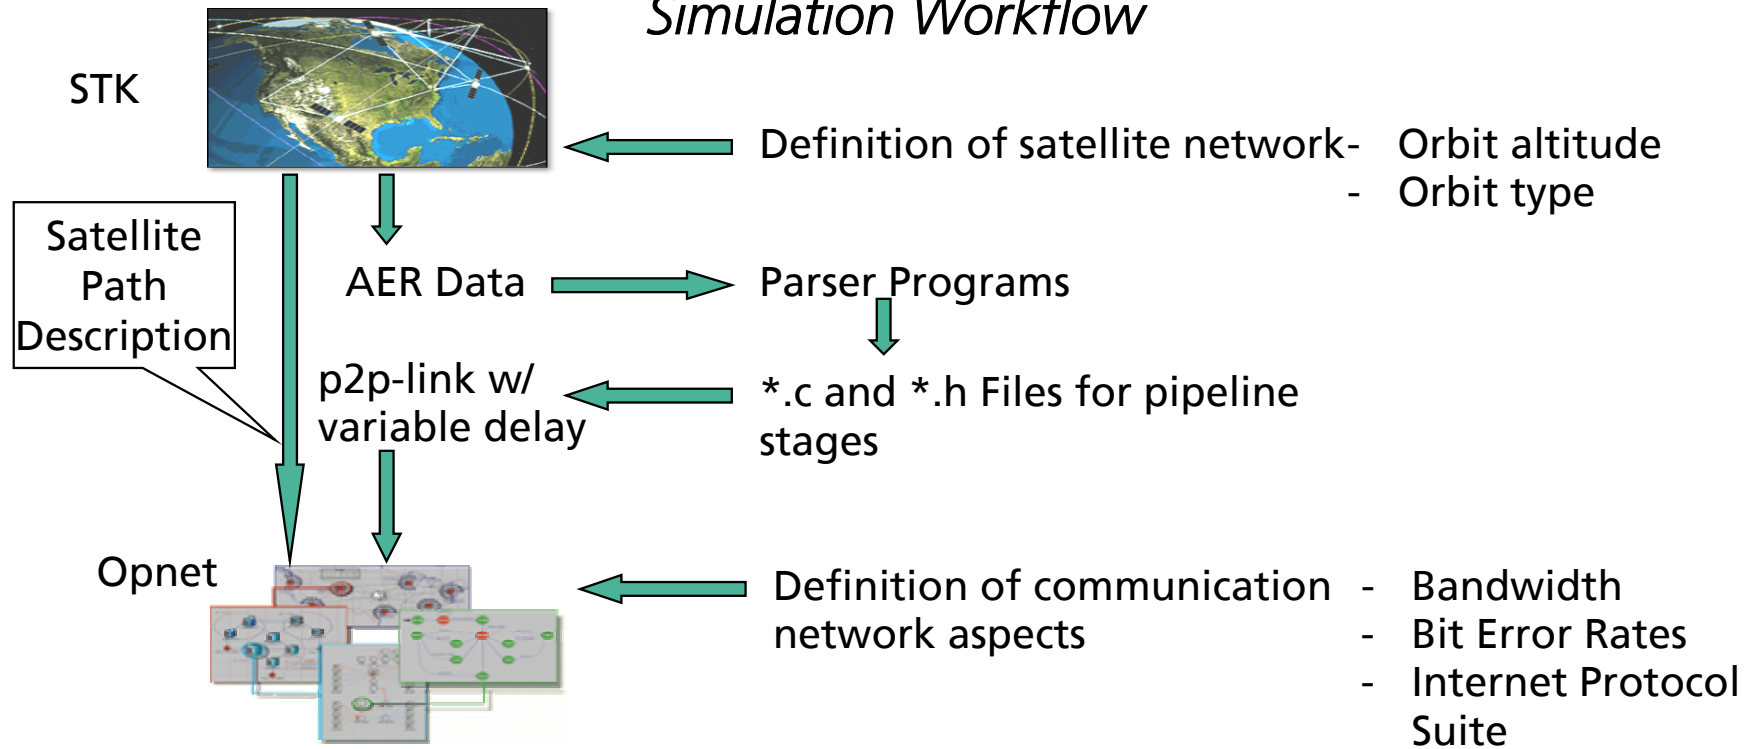 Simulation Workflow
STK
Definition of satellite network - Orbit altitude
- Orbit type
Satellite
Path
Description
AER Data
Parser Programs
p2p-link w/
variable delay
*.c and *.h Files for pipeline
stages
Opnet
Definition of communication
network aspects
- Bandwidth
- Bit Error Rates
- Internet Protocol
Suite